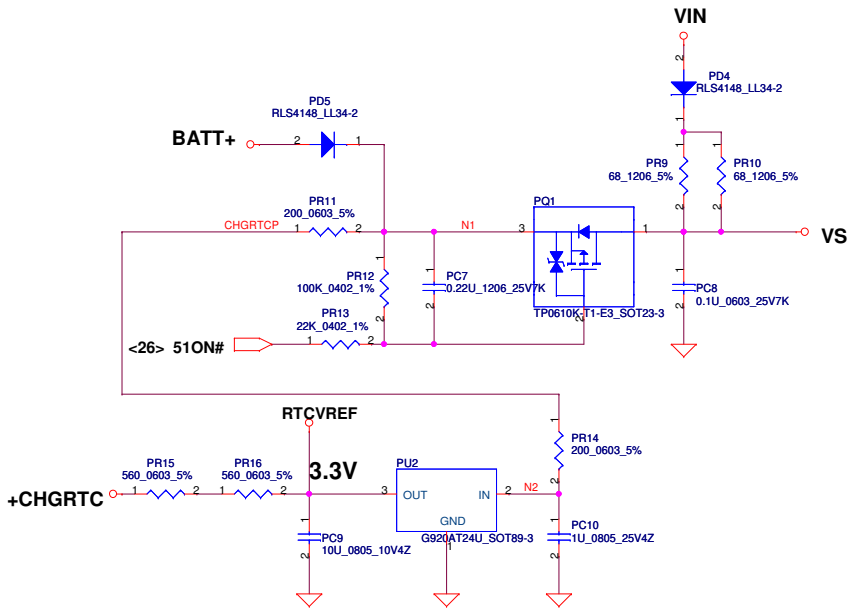 VIN
2
PD4
RLS4148_LL34-2
1
PD5
RLS4148_LL34-2
BATT+
2
1
1
1
PR9
68_1206_5%
PR10
68_1206_5%
2
2
PR11
200_0603_5%
CHGRTCP
1
2
N1
PQ1
3
1
VS
1
PR12
100K_0402_1%
2
1
PC7
0.22U_1206_25V7K
2
TP0610K-T1-E3_SOT23-3
2
1
PC8
0.1U_0603_25V7K
2
PR13
22K_0402_1%
<26> 51ON#
1
2
RTCVREF
1
PR14
200_0603_5%
2
PR15
560_0603_5%
PR16
560_0603_5%
3.3V
PU2
+CHGRTC
1
2
1
2
3
OUT
IN
2
N2
GND
G920AT24U_SOT89-3
1
1
PC9
10U_0805_10V4Z
2
1
PC10
1U_0805_25V4Z
2